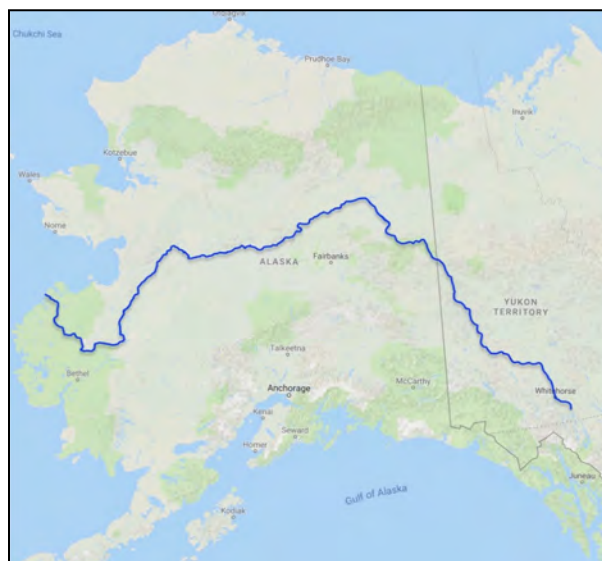 Chukchi Sea
Prudhoe Bay
Inuvik
Kotzebue
Wales
Nome
ALASKA
Fairbanks
YUKON
TERRITORY
Talkeetna
Bethel
McCarthy
Whitehorse
Anchorage
Kenai
Seward
Homer
Juneau
Gulf of Alaska
Kodiak